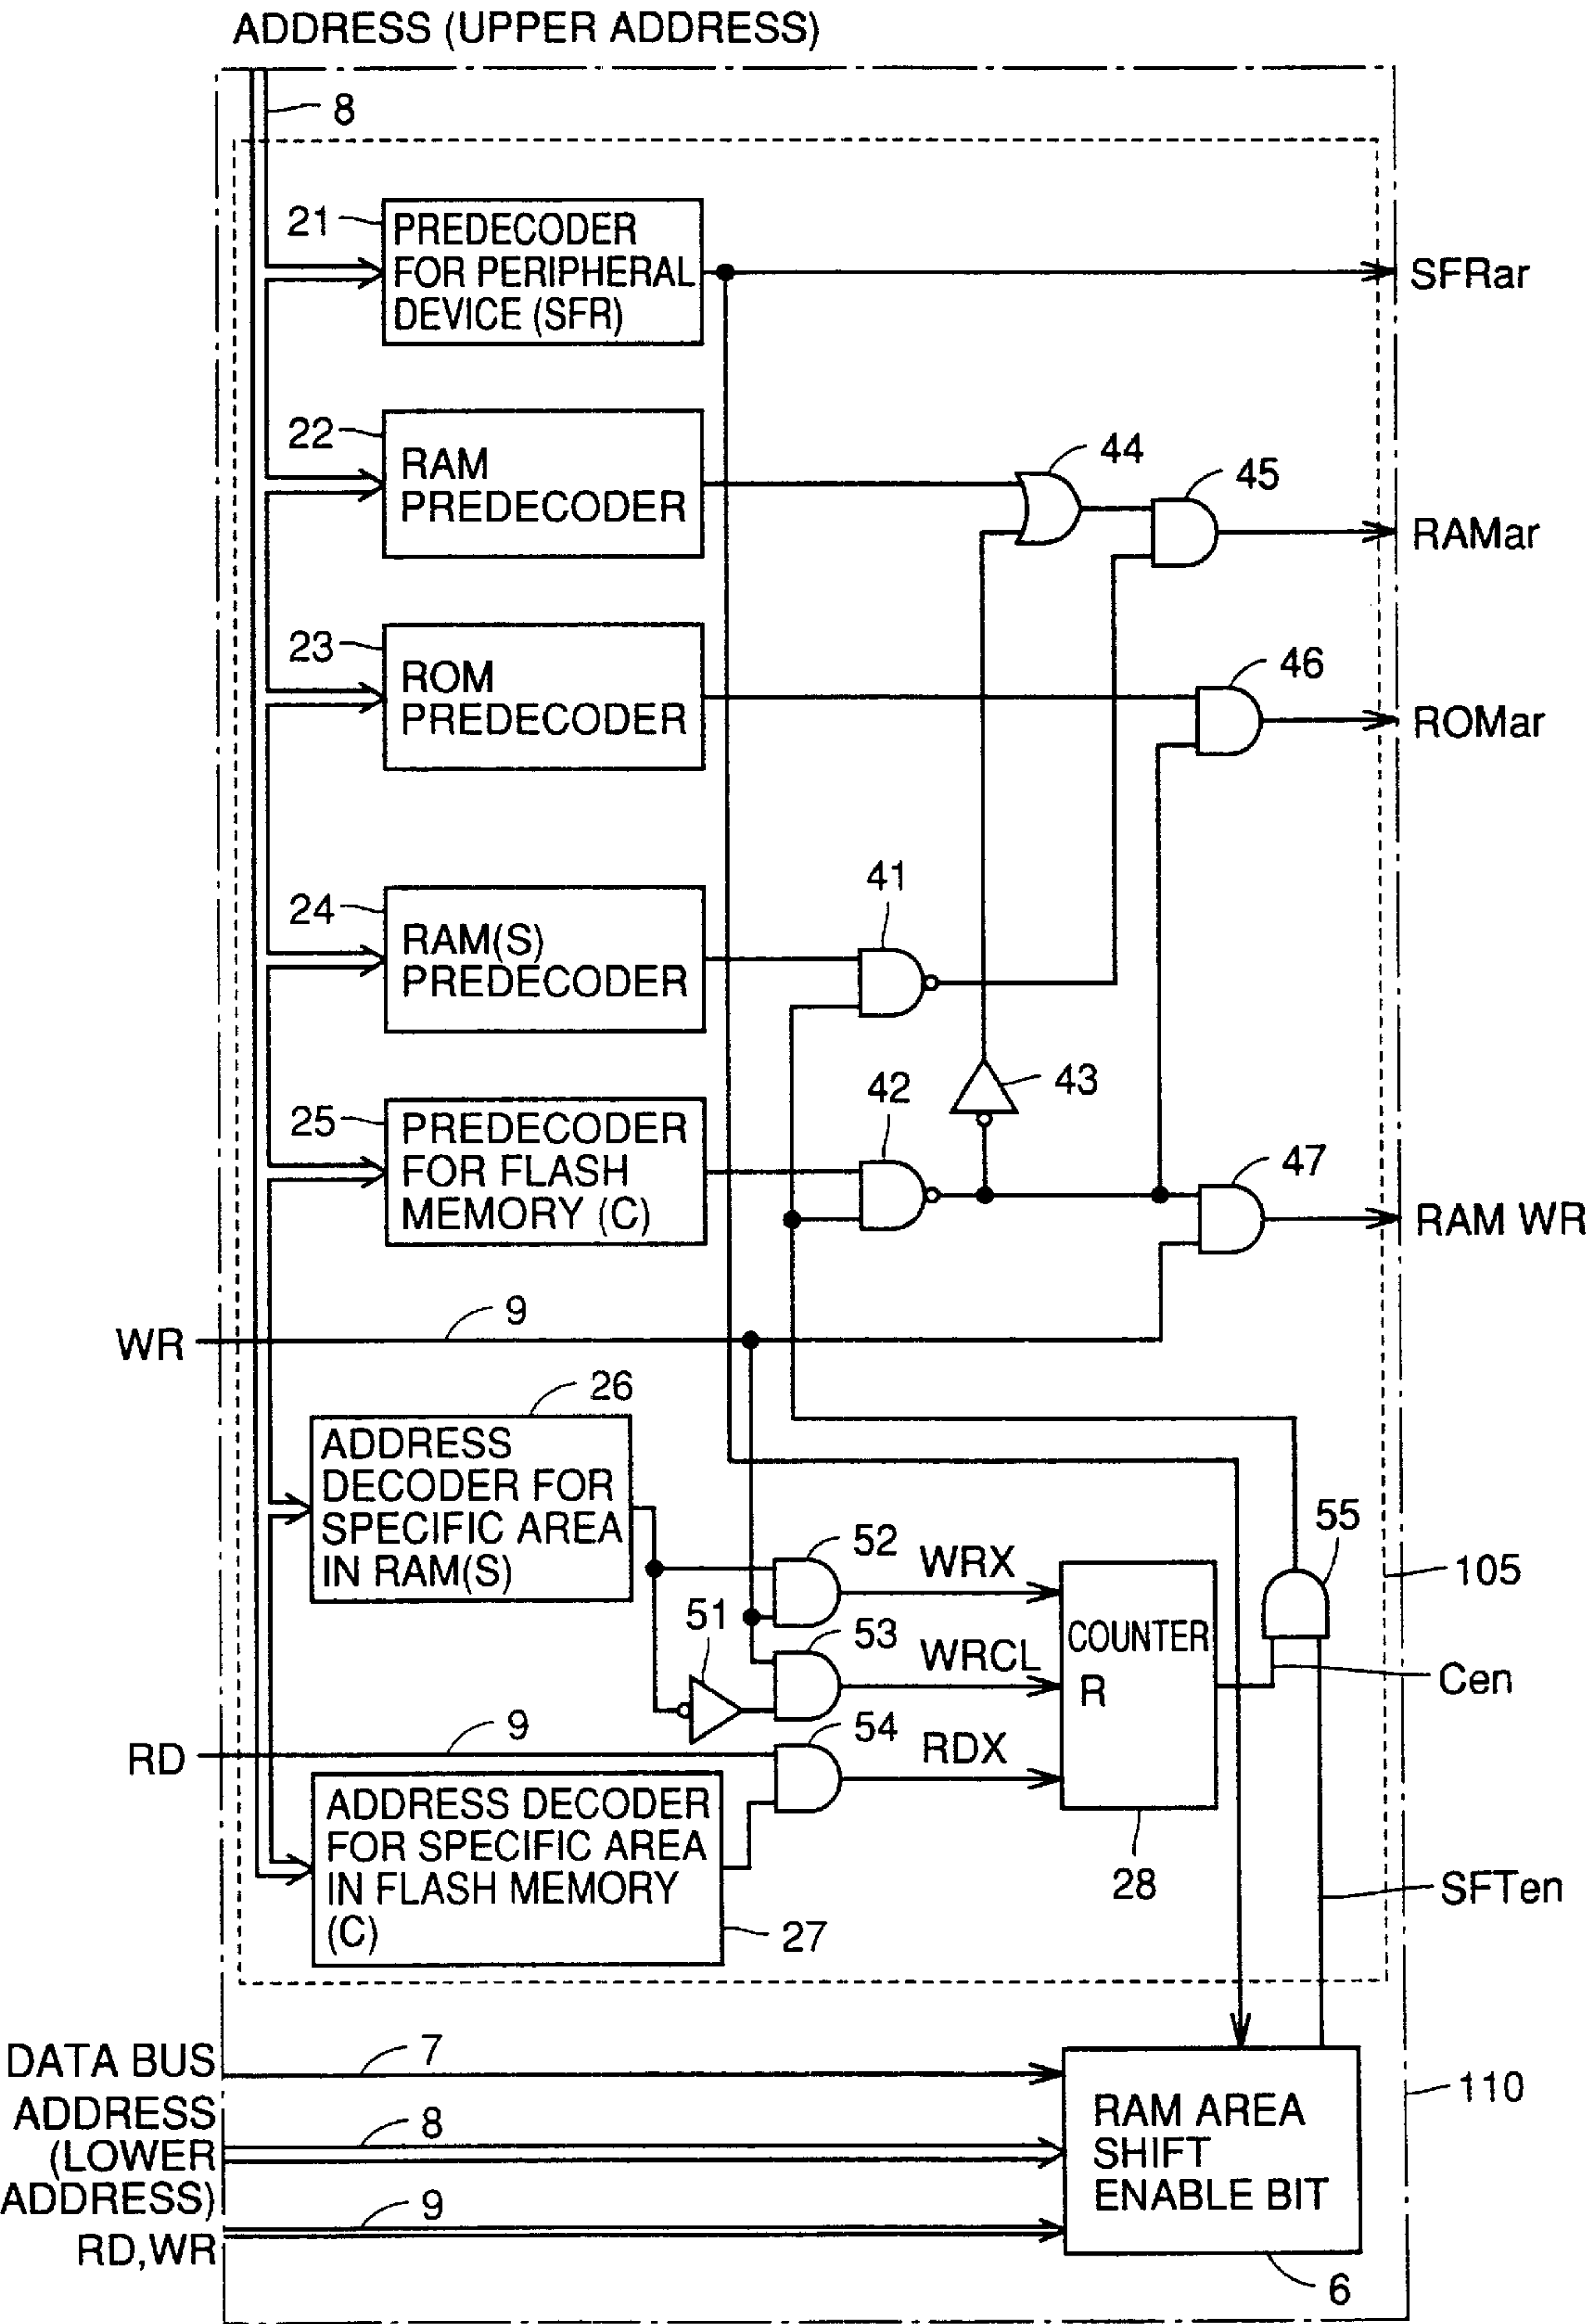 ADDRESS (UPPER ADDRESS)
8
21
PREDECODER
FOR PERIPHERAL
DEVICE (SFR)
SFRar
22
RAM
PREDECODER
44
45
RAMar
23
ROM
PREDECODER
46
ROMar
24
RAM(S)
PREDECODER
41
43
25
PREDECODER
FOR FLASH
MEMORY (C)
42
47
RAM WR
WR
9
26
ADDRESS
DECODER FOR
SPECIFIC AREA
IN RAM(S)
52
WRX
51
53
WRCL
COUNTER
R
55
105
Cen
RD
9
54
RDX
28
ADDRESS DECODER
FOR SPECIFIC AREA
IN FLASH MEMORY
(C)
27
SFTen
DATA BUS
7
ADDRESS
(LOWER
ADDRESS)
8
RD,WR
9
RAM AREA
SHIFT
ENABLE BIT
110
6